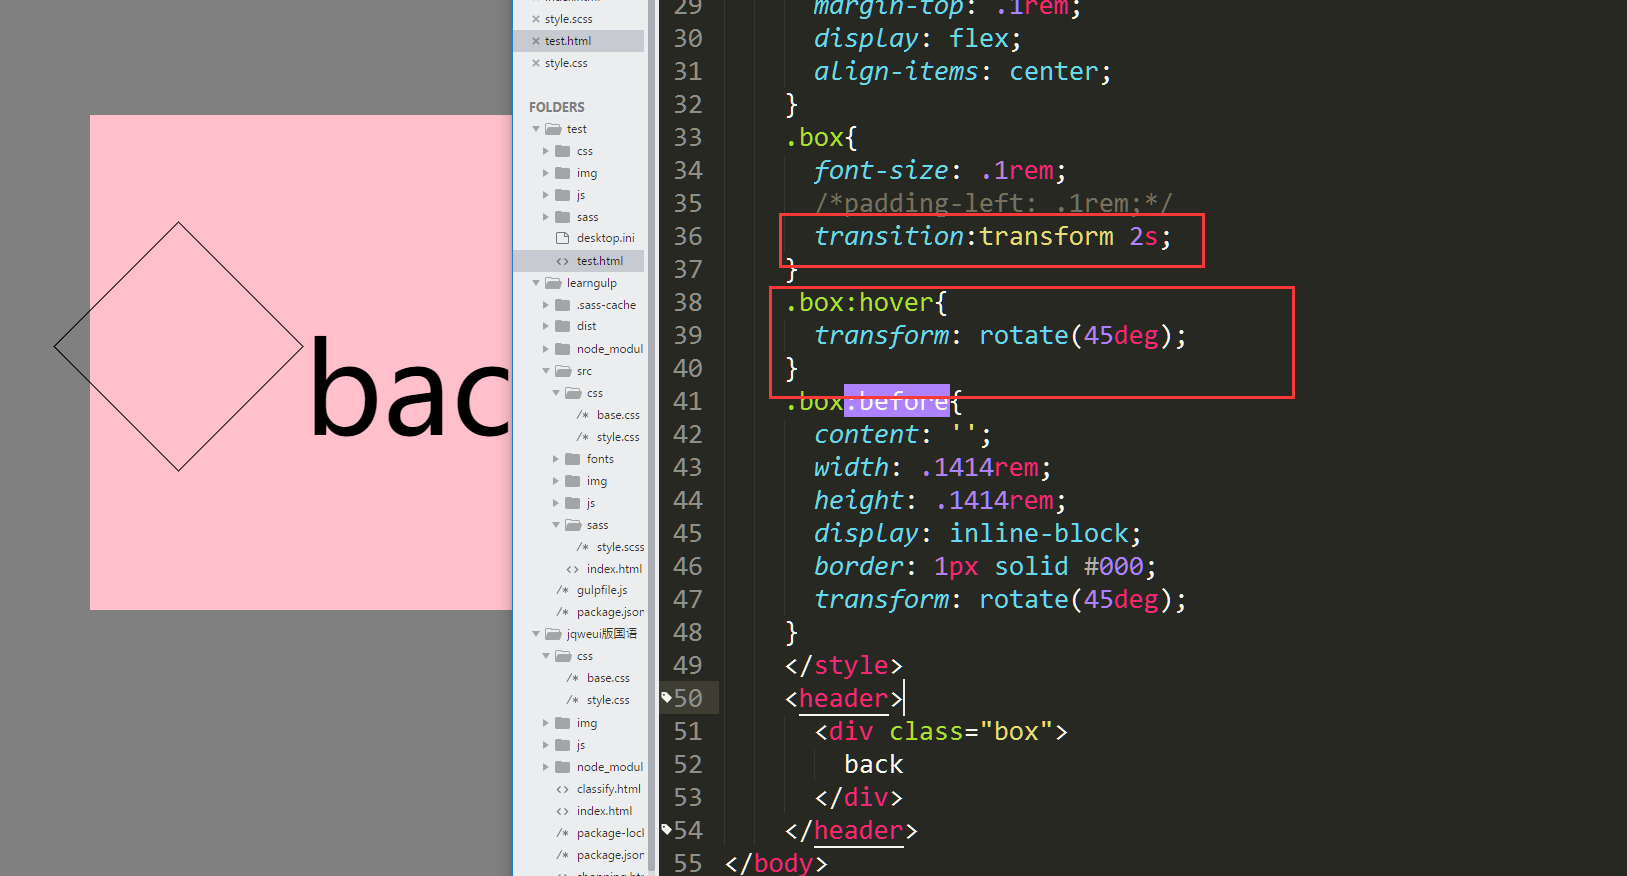 bac
style.scss
test.html
style.css
FOLDERS
test
css
img
js
sass
desktop.ini
test.html
learngulp
.sass-cache
dist
node_modul
src
css
base.css
style.css
fonts
img
js
sass
style.scss
index.html
gulpfile.js
package.json
jqweui版国语
css
base.css
style.css
img
js
node_modul
classify.html
index.html
package-lock
package.json
29 margin-top: .1rem;
30 display: flex;
31 align-items: center;
32 }
33 .box{
34 font-size: .1rem;
35 /*padding-left: .1rem;*/
36 transition:transform 2s;
37 }
38 .box:hover{
39 transform: rotate(45deg);
40 }
41 .box:before{
42 content: '';
43 width: .1414rem;
44 height: .1414rem;
45 display: inline-block;
46 border: 1px solid #000;
47 transform: rotate(45deg);
48 }
49 </style>
50 <header>
51 <div class="box">
52 back
53 </div>
54 </header>
55 </body>